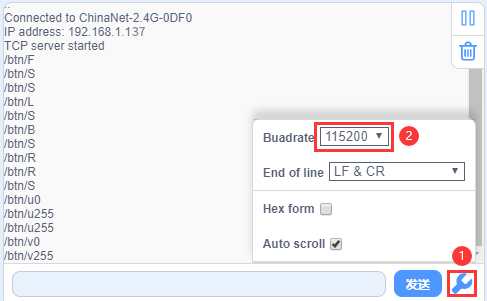 ..
Connected to ChinaNet-2.4G-0DF0
IP address: 192.168.1.137
TCP server started
/btn/F
/btn/S
/btn/S
/btn/L
/btn/S
/btn/B
/btn/S
/btn/R
/btn/R
/btn/S
/btn/u0
/btn/u255
/btn/u255
/btn/v0
/btn/v255
Buadrate 115200 2
End of line LF & CR
Hex form
Auto scroll
1
发送